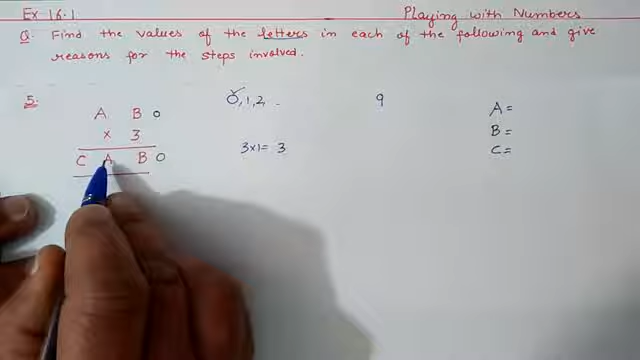 Ex 16.1 Playing with Numbers
Q. Find the values of the letters in each of the following and give
reasons for the steps involved.
5.
A B 0
× 3
C A B 0
0, 1, 2, .
9
3×1= 3
A =
B =
C =